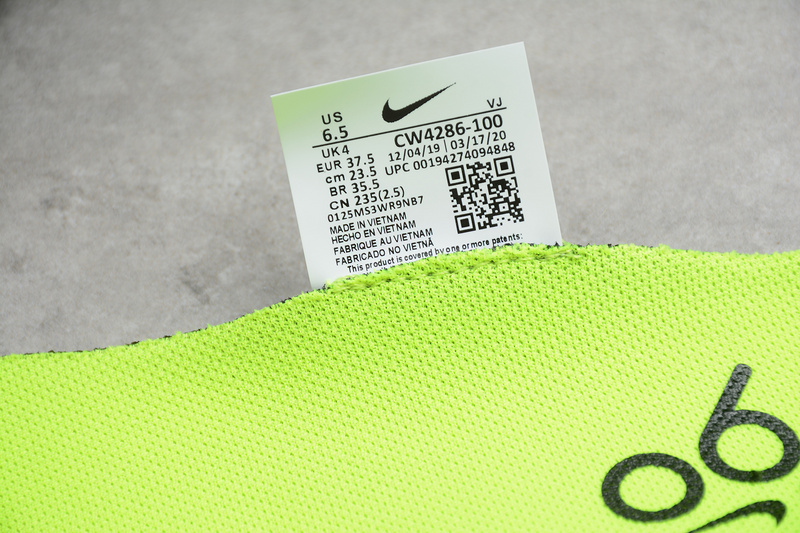 US
6.5
VJ
UK 4
CW4286-100
EUR 37.5
12/04/19 | 03/17/20
cm 23.5
UPC 00194274094848
BR 35.5
CN 235(2.5)
0125MS3WR9NB7
MADE IN VIETNAM
HECHO EN VIETNAM
FABRIQUE AU VIETNAM
FABRICADO NO VIETNÃ
This product is covered by one or more patents:
90